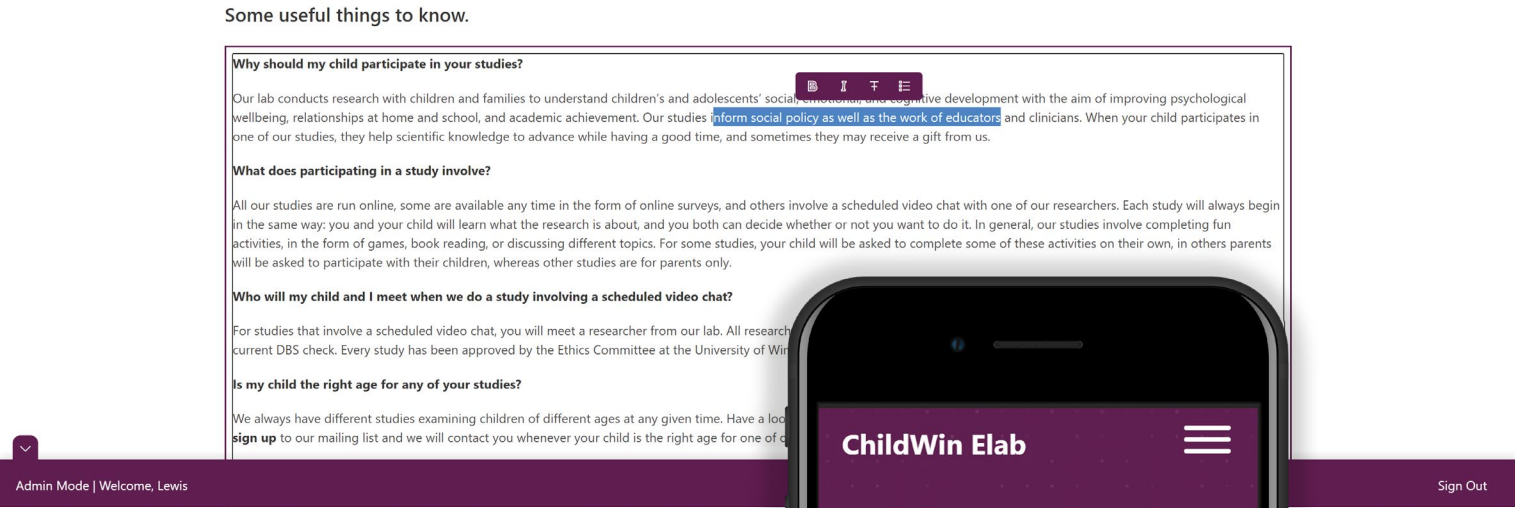 Some useful things to know.
Why should my child participate in your studies?
Our lab conducts research with children and families to understand children's and adolescents' social, emotional, and cognitive development with the aim of improving psychological
wellbeing, relationships at home and school, and academic achievement. Our studies inform social policy as well as the work of educators and clinicians. When your child participates in
one of our studies, they help scientific knowledge to advance while having a good time, and sometimes they may receive a gift from us.
What does participating in a study involve?
All our studies are run online, some are available any time in the form of online surveys, and others involve a scheduled video chat with one of our researchers. Each study will always begin
in the same way: you and your child will learn what the research is about, and you both can decide whether or not you want to do it. In general, our studies involve completing fun
activities, in the form of games, book reading, or discussing different topics. For some studies, your child will be asked to complete some of these activities on their own, in others parents
will be asked to participate with their children, whereas other studies are for parents only.
Who will my child and I meet when we do a study involving a scheduled video chat?
For studies that involve a scheduled video chat, you will meet a researcher from our lab. All research
current DBS check. Every study has been approved by the Ethics Committee at the University of
Is my child the right age for any of your studies?
We always have different studies examining children of different ages at any given time. Have a
sign up to our mailing list and we will contact you whenever your child is the right age for one of
ChildWin Elab
Admin Mode | Welcome, Lewis
Sign Out